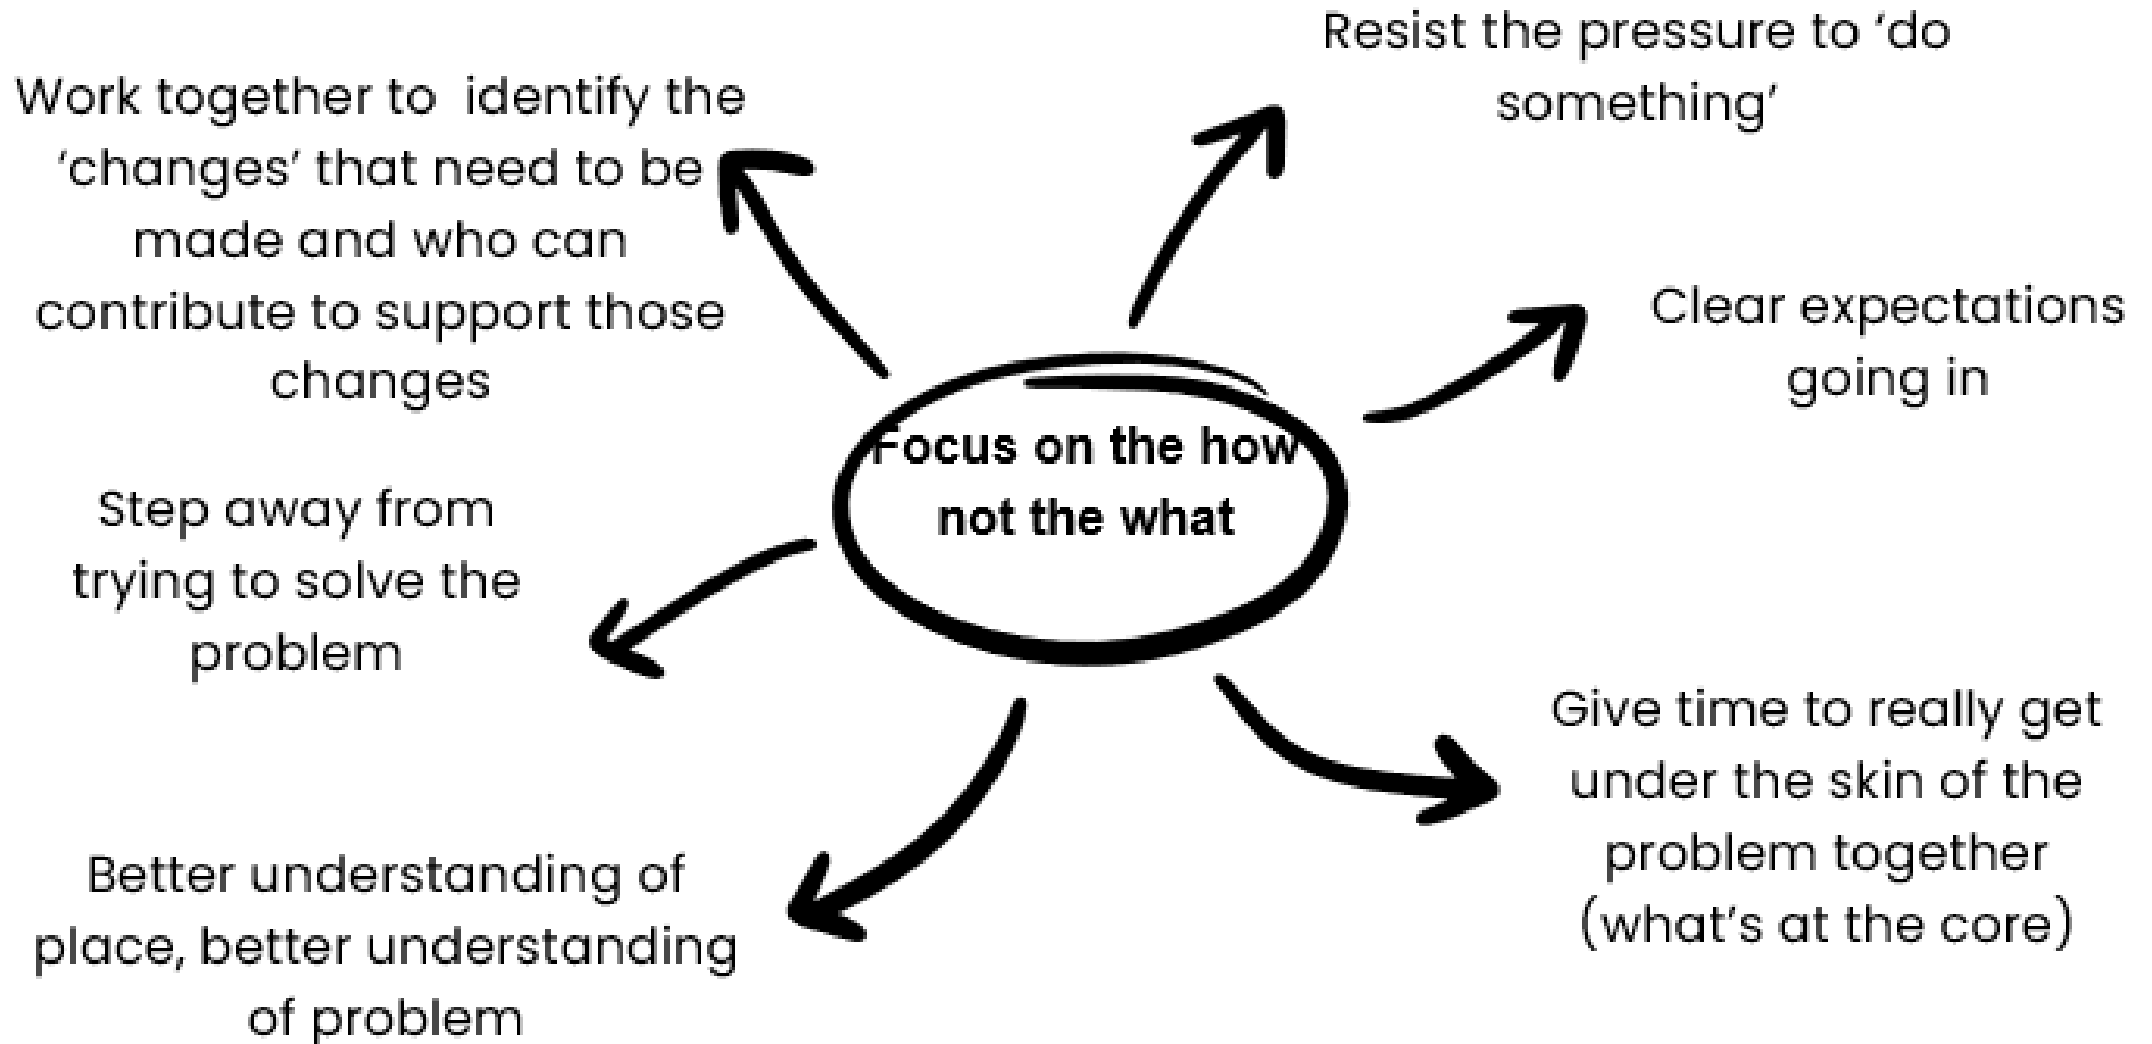 Resist the pressure to ‘do
something’
Work together to  identify the
‘changes’ that need to be
made and who can
contribute to support those
changes
Clear expectations
going in
Focus on the how
not the what
Step away from
trying to solve the
problem
Give time to really get
under the skin of the
problem together
(what’s at the core)
Better understanding of
place, better understanding
of problem